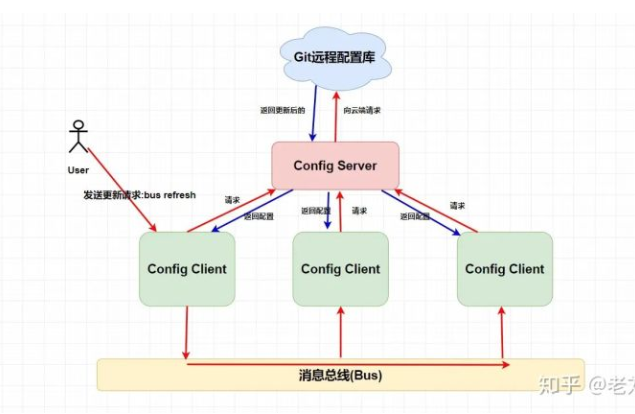 Git远程配置库
返回更新后的
向云端请求
Config Server
User
发送更新请求:bus refresh
请求
返回配置
返回配置
请求
返回配置
请求
Config Client
Config Client
Config Client
消息总线(Bus)
知乎 @老